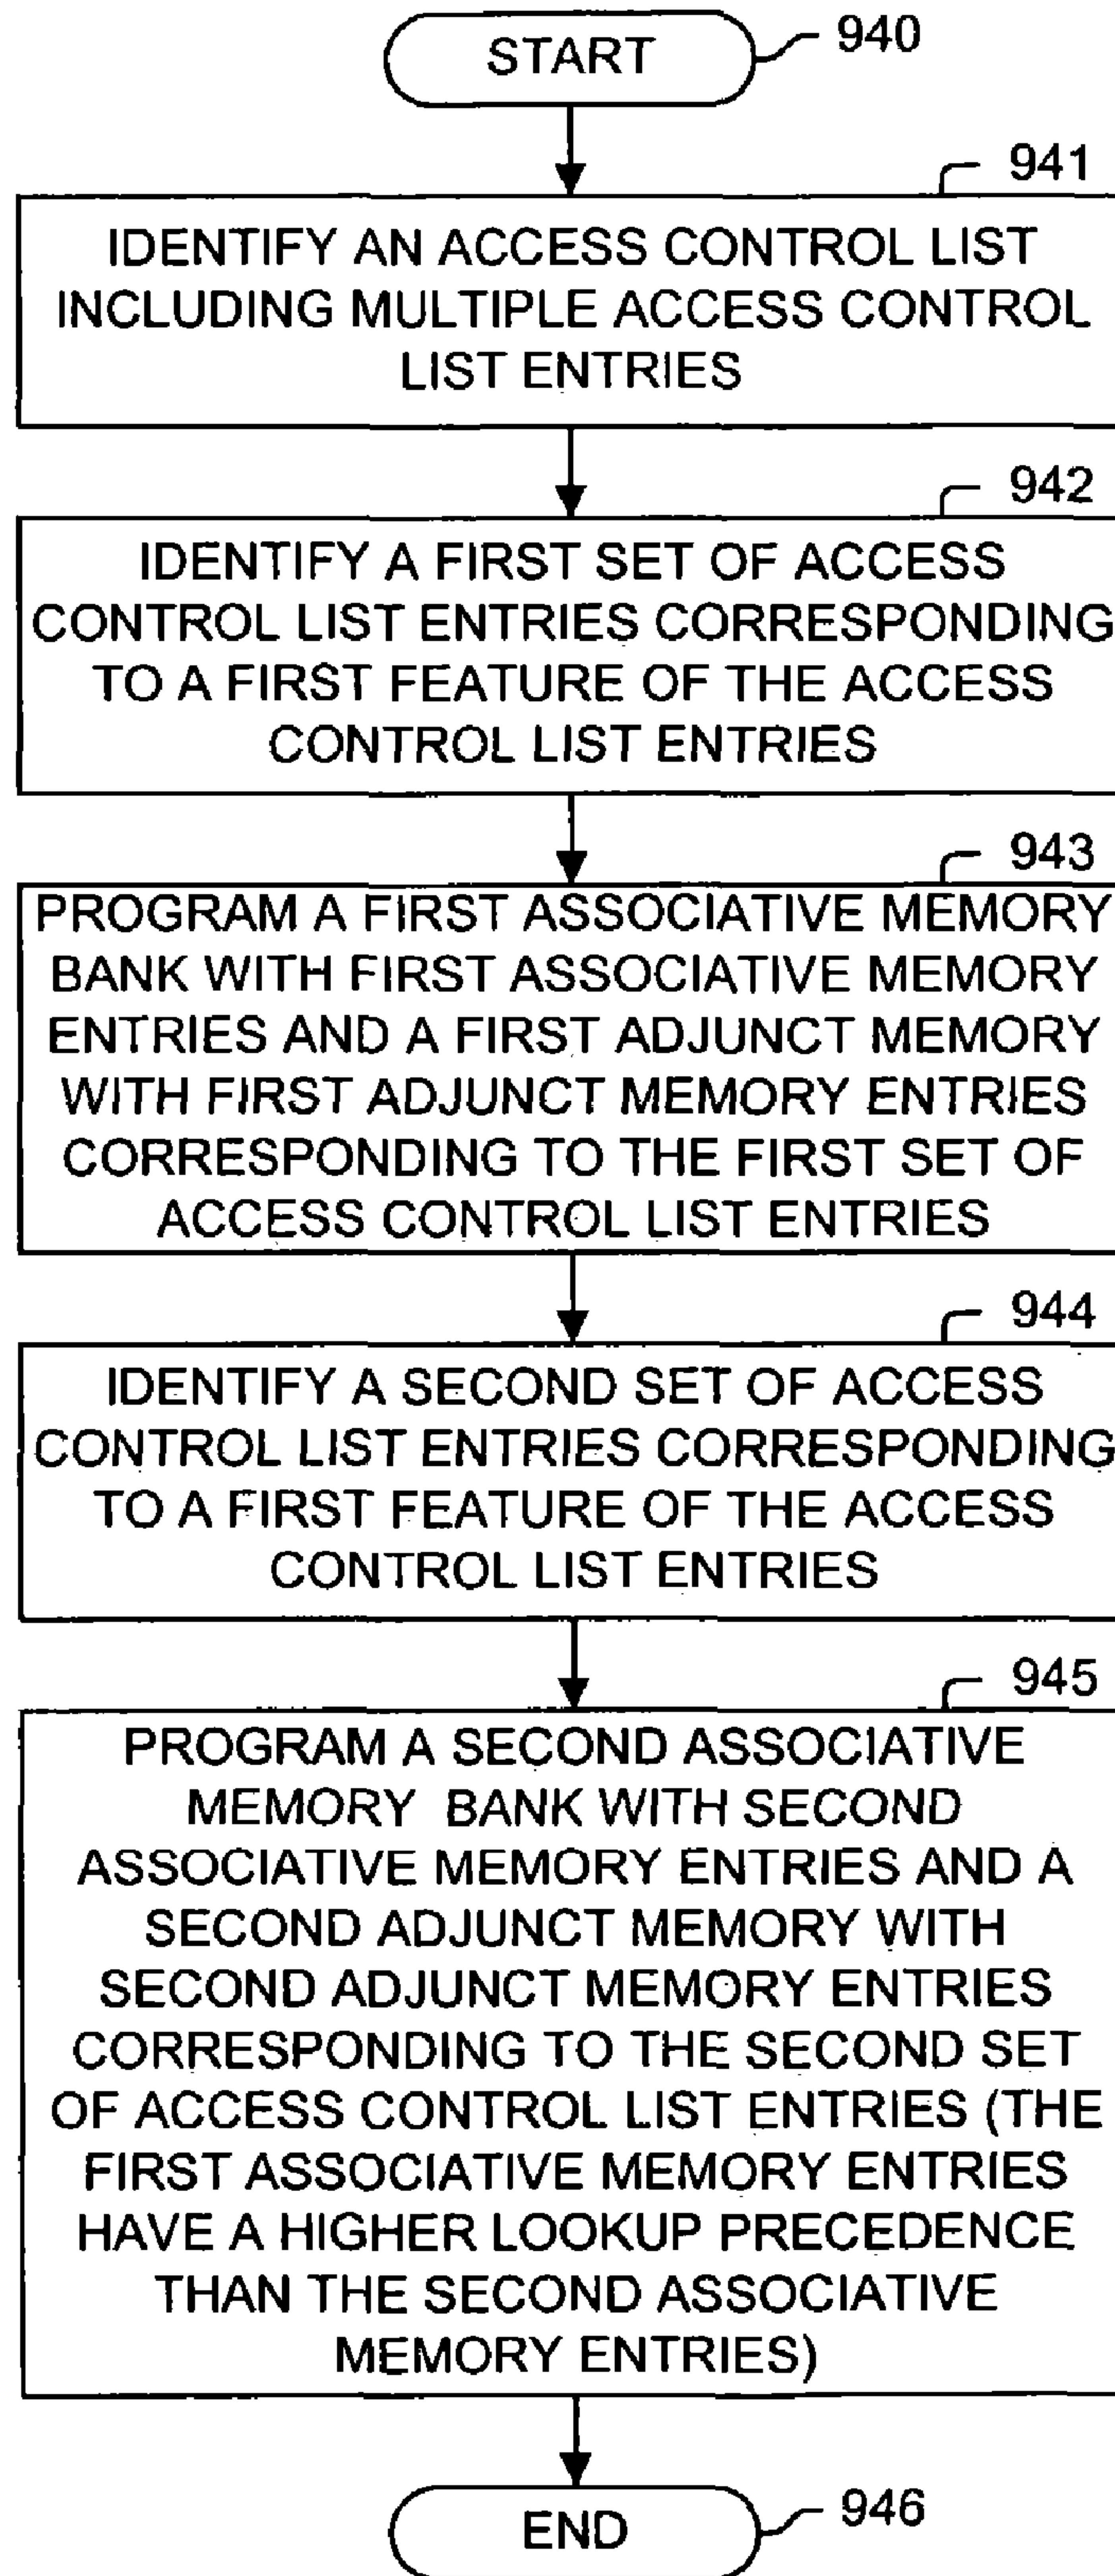 START
940
941
IDENTIFY AN ACCESS CONTROL LIST
INCLUDING MULTIPLE ACCESS CONTROL
LIST ENTRIES
942
IDENTIFY A FIRST SET OF ACCESS
CONTROL LIST ENTRIES CORRESPONDING
TO A FIRST FEATURE OF THE ACCESS
CONTROL LIST ENTRIES
943
PROGRAM A FIRST ASSOCIATIVE MEMORY
BANK WITH FIRST ASSOCIATIVE MEMORY
ENTRIES AND A FIRST ADJUNCT MEMORY
WITH FIRST ADJUNCT MEMORY ENTRIES
CORRESPONDING TO THE FIRST SET OF
ACCESS CONTROL LIST ENTRIES
944
IDENTIFY A SECOND SET OF ACCESS
CONTROL LIST ENTRIES CORRESPONDING
TO A FIRST FEATURE OF THE ACCESS
CONTROL LIST ENTRIES
945
PROGRAM A SECOND ASSOCIATIVE
MEMORY BANK WITH SECOND
ASSOCIATIVE MEMORY ENTRIES AND A
SECOND ADJUNCT MEMORY WITH
SECOND ADJUNCT MEMORY ENTRIES
CORRESPONDING TO THE SECOND SET
OF ACCESS CONTROL LIST ENTRIES (THE
FIRST ASSOCIATIVE MEMORY ENTRIES
HAVE A HIGHER LOOKUP PRECEDENCE
THAN THE SECOND ASSOCIATIVE
MEMORY ENTRIES)
END
946